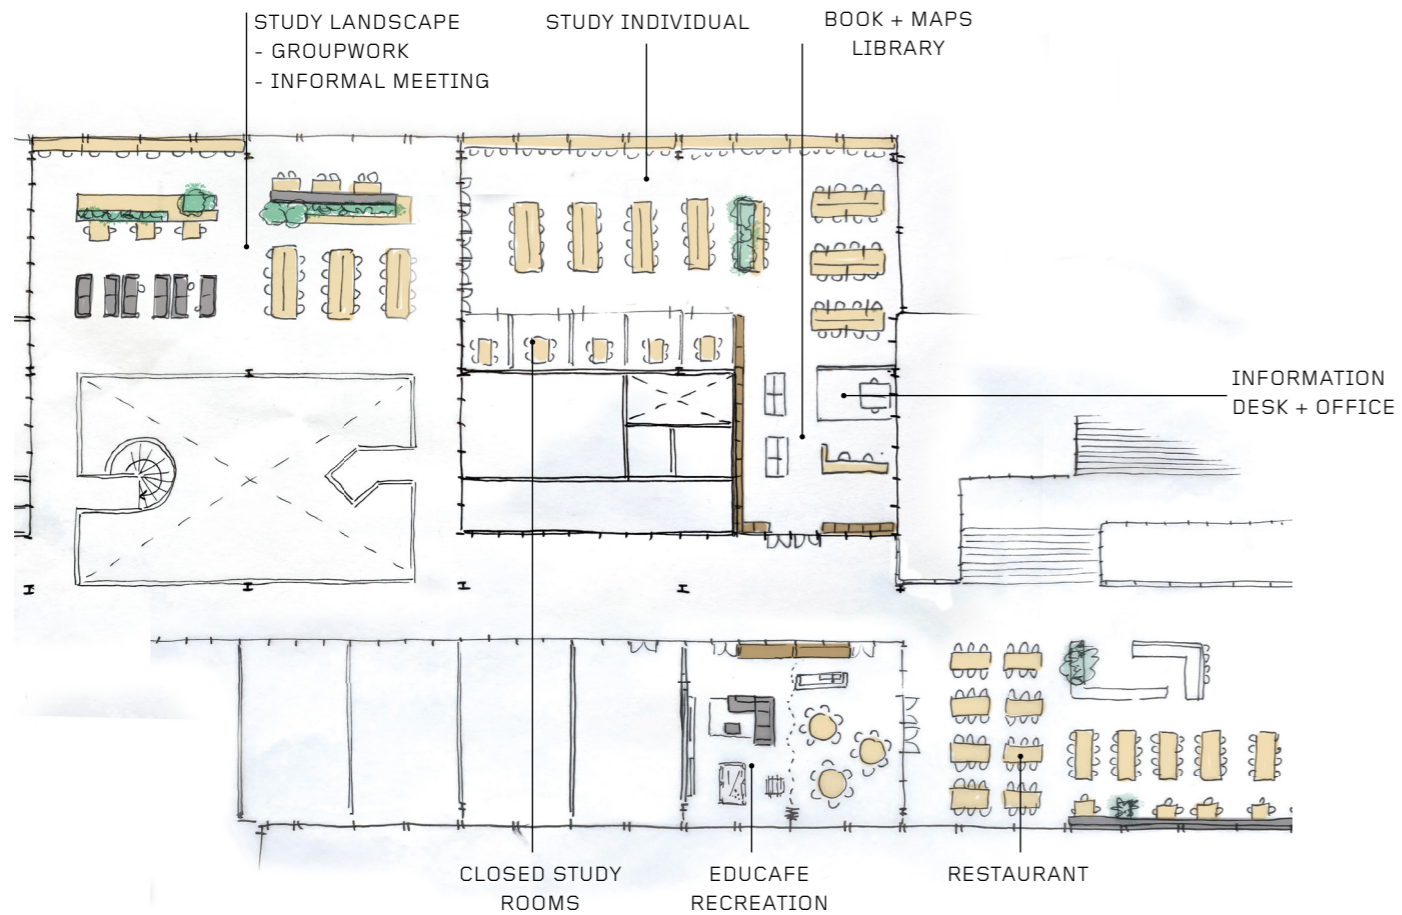 STUDY LANDSCAPE
- GROUPWORK
- INFORMAL MEETING
STUDY INDIVIDUAL
BOOK + MAPS
LIBRARY
INFORMATION
DESK + OFFICE
CLOSED STUDY
ROOMS
EDUCAFE
RECREATION
RESTAURANT